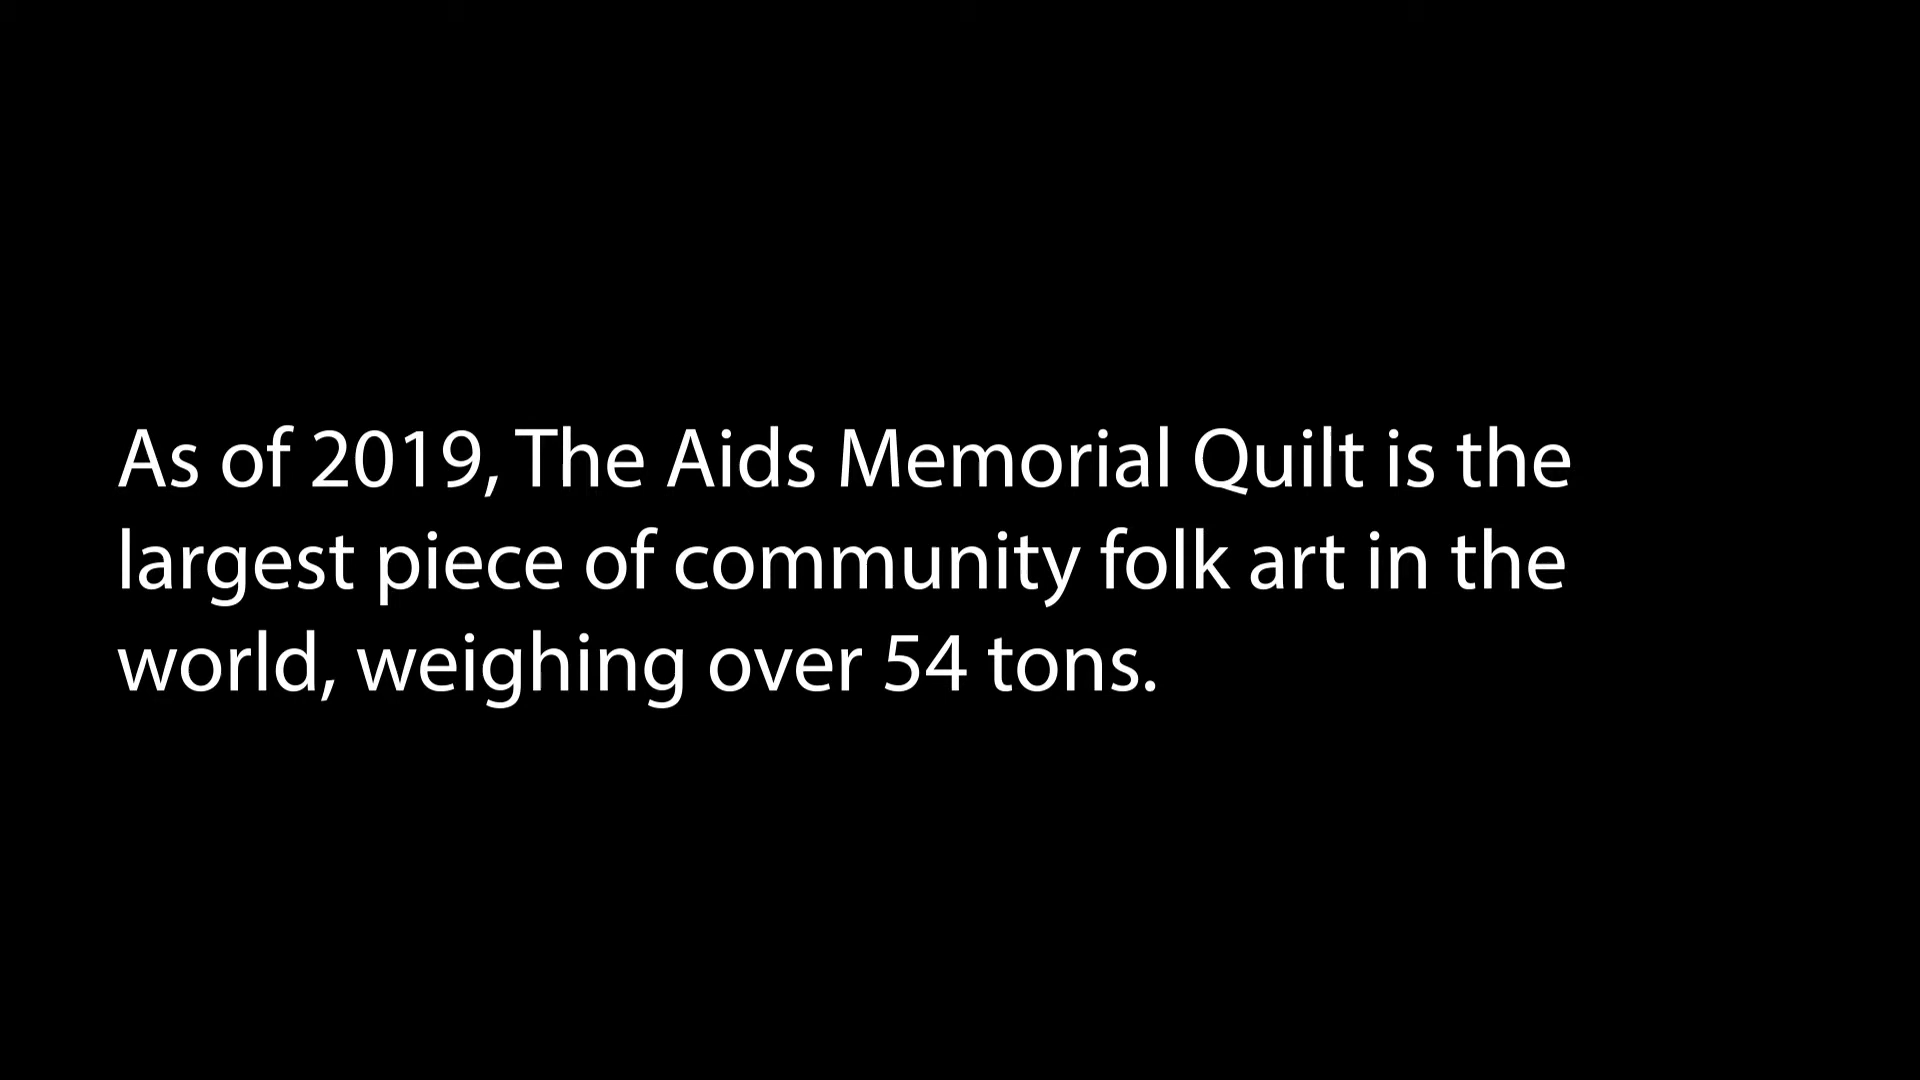 As of 2019, The Aids Memorial Quilt is the
largest piece of community folk art in the
world, weighing over 54 tons.